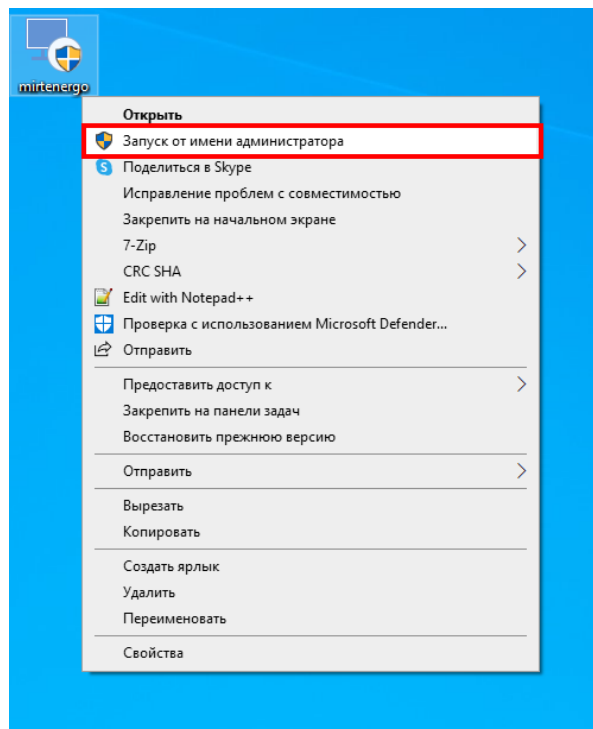 mirtenergo
Открыть
Запуск от имени администратора
Поделиться в Skype
Исправление проблем с совместимостью
Закрепить на начальном экране
7-Zip
CRC SHA
Edit with Notepad++
Проверка с использованием Microsoft Defender...
Отправить
Предоставить доступ к
Закрепить на панели задач
Восстановить прежнюю версию
Отправить
Вырезать
Копировать
Создать ярлык
Удалить
Переименовать
Свойства